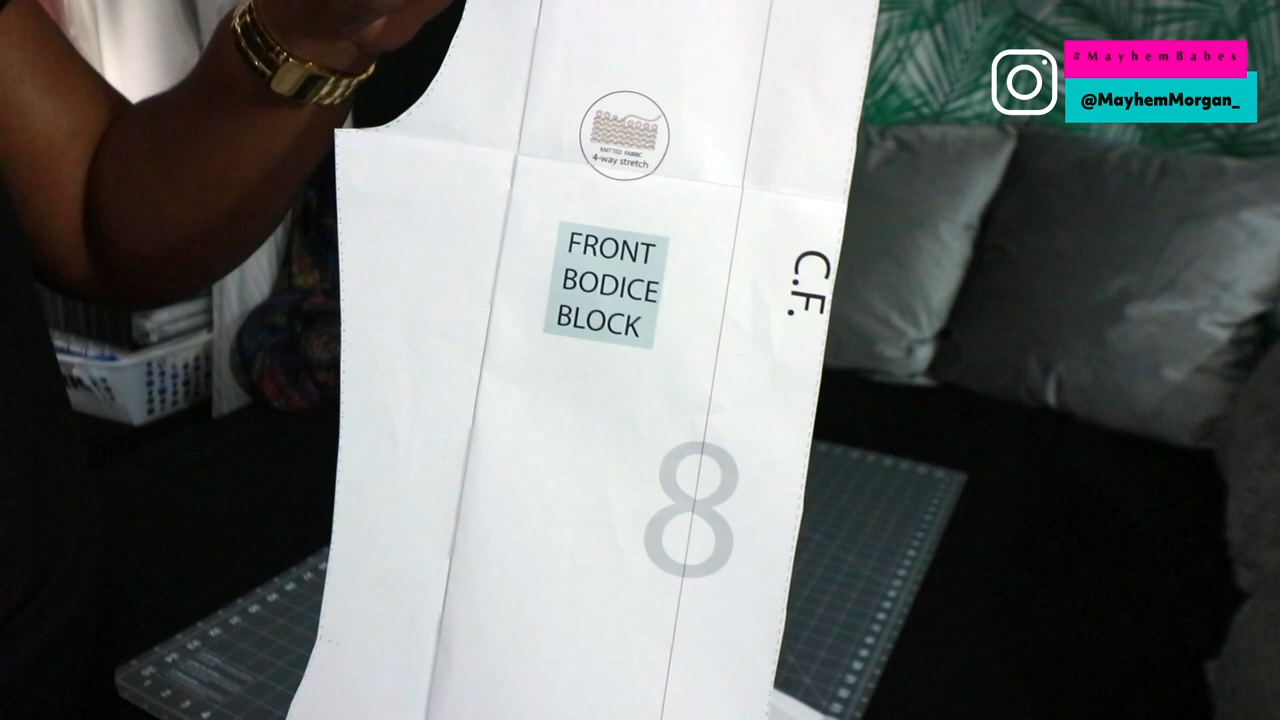 #MayhemBabes
@MayhemMorgan_
KNITTED FABRIC
4-way stretch
FRONT
BODICE
BLOCK
C.F.
8